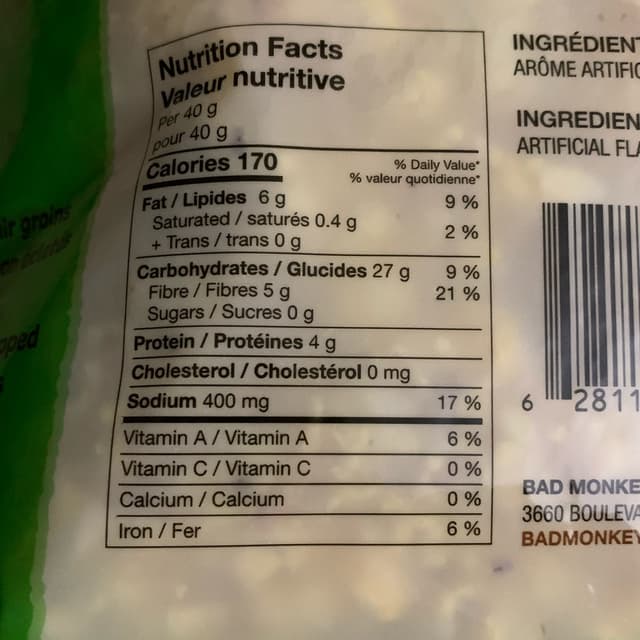 Nutrition Facts
Valeur nutritive
Per 40 g
pour 40 g
Calories 170
% Daily Value*
% valeur quotidienne*
Fat / Lipides 6 g 9 %
Saturated / saturés 0.4 g
+ Trans / trans 0 g 2 %
Carbohydrates / Glucides 27 g 9 %
Fibre / Fibres 5 g 21 %
Sugars / Sucres 0 g
Protein / Protéines 4 g
Cholesterol / Cholestérol 0 mg
Sodium 400 mg 17 %
Vitamin A / Vitamin A 6 %
Vitamin C / Vitamin C 0 %
Calcium / Calcium 0 %
Iron / Fer 6 %
INGRÉDIENT
ARÔME ARTIFIC
INGREDIEN
ARTIFICIAL FLA
6 2811
BAD MONKE
3660 BOULEVA
BADMONKEY
ir grains
pped